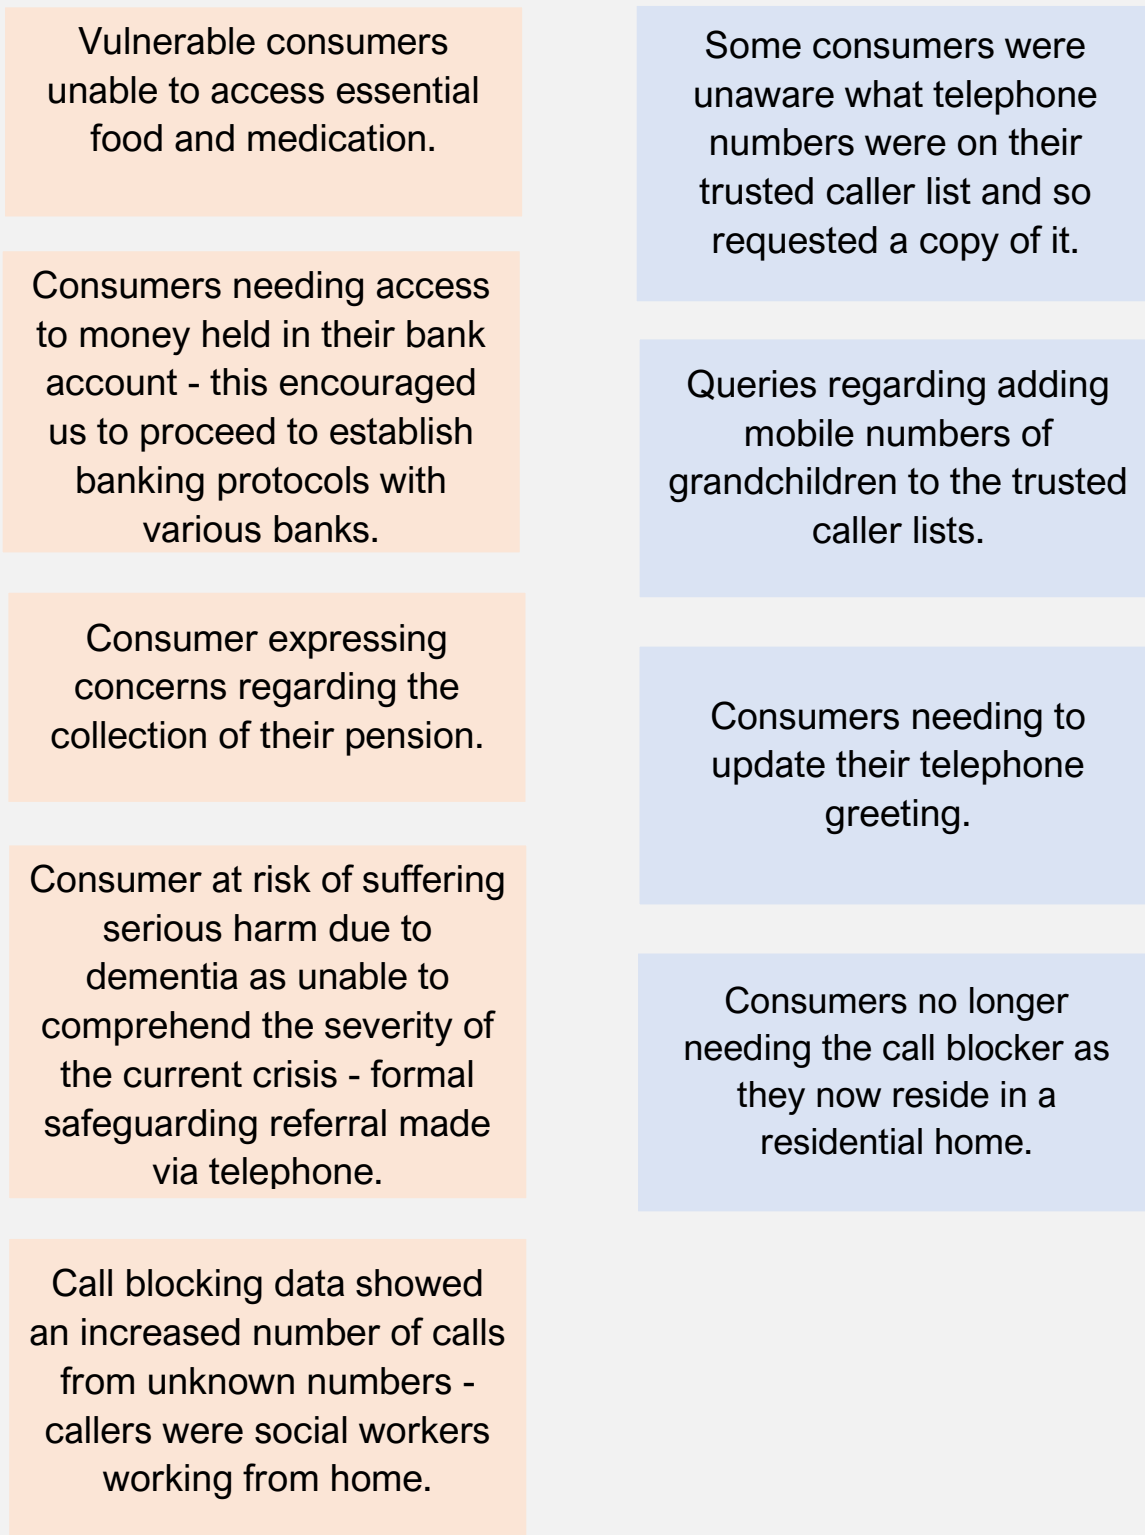 Vulnerable consumers
unable to access essential
food and medication.
Consumers needing access
to money held in their bank
account - this encouraged
us to proceed to establish
banking protocols with
various banks.
Consumer expressing
concerns regarding the
collection of their pension.
Consumer at risk of suffering
serious harm due to
dementia as unable to
comprehend the severity of
the current crisis - formal
safeguarding referral made
via telephone.
Call blocking data showed
an increased number of calls
from unknown numbers -
callers were social workers
working from home.
Some consumers were
unaware what telephone
numbers were on their
trusted caller list and so
requested a copy of it.
Queries regarding adding
mobile numbers of
grandchildren to the trusted
caller lists.
Consumers needing to
update their telephone
greeting.
Consumers no longer
needing the call blocker as
they now reside in a
residential home.